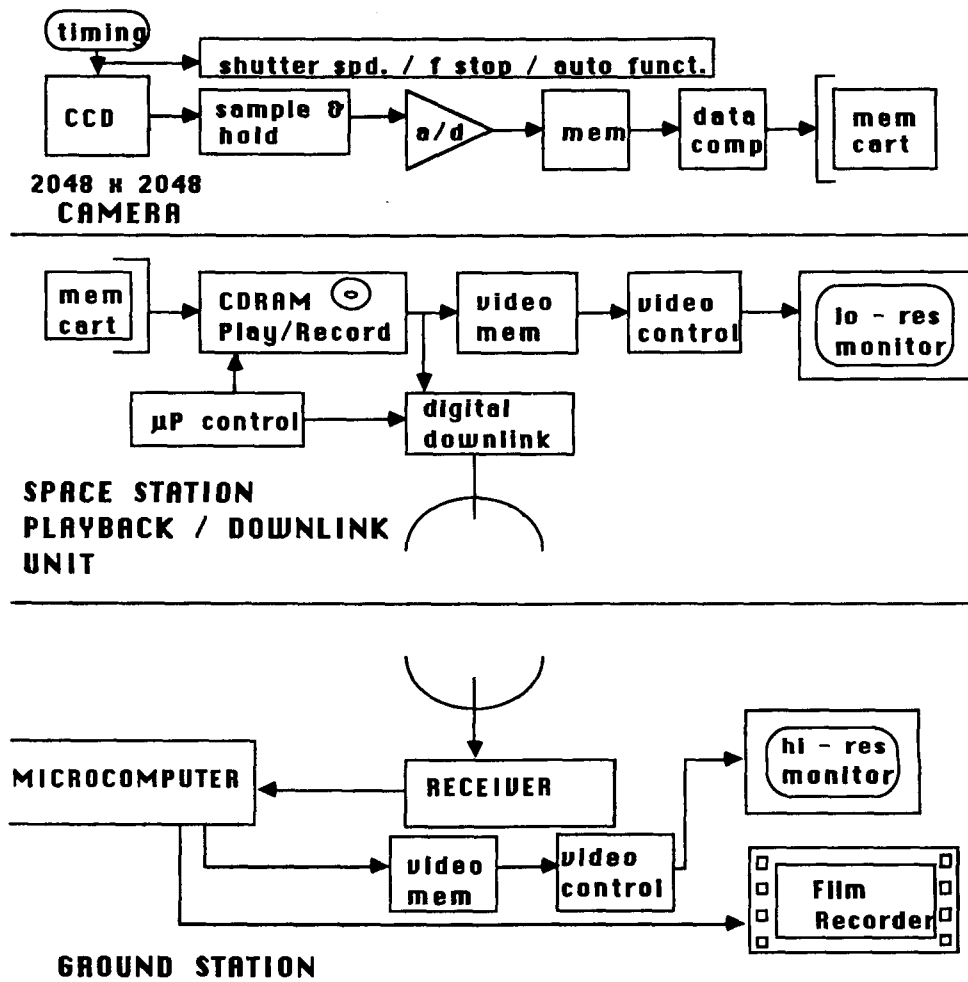 timing
shutter spd. / f stop / auto funct.
CCD
sample &
hold
a/d
mem
data
comp
mem
cart
2048 x 2048
CAMERA
mem
cart
CDRAM
Play/Record
video
mem
video
control
lo - res
monitor
µP control
digital
downlink
SPACE STATION
PLAYBACK / DOWNLINK
UNIT
MICROCOMPUTER
RECEIVER
hi - res
monitor
video
mem
video
control
Film
Recorder
GROUND STATION